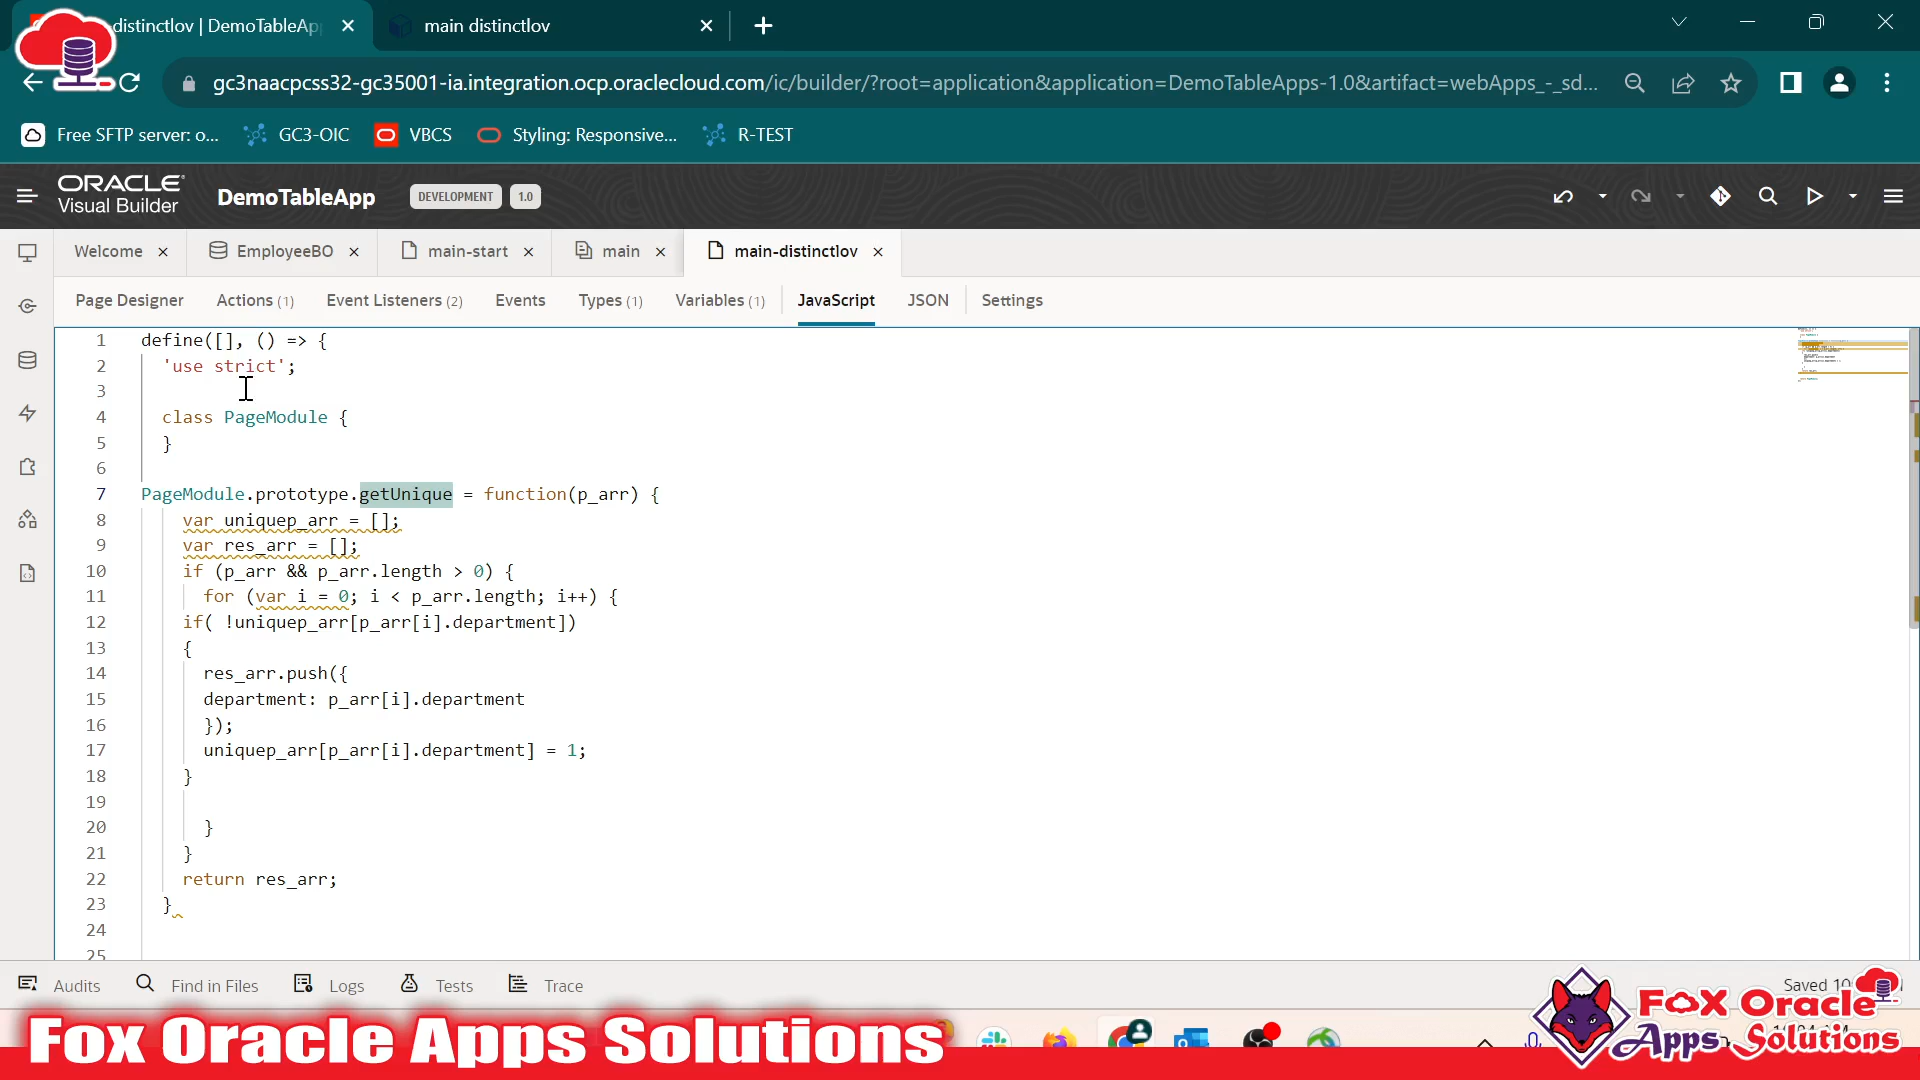 distinctlov | DemoTableAp
main distinctlov
gc3naacpcss32-gc35001-ia.integration.ocp.oraclecloud.com/ic/builder/?root=application&application=DemoTableApps-1.0&artifact=webApps_-_sd...
Free SFTP server: o...
GC3-OIC
VBCS
Styling: Responsive...
R-TEST
ORACLE
Visual Builder
DemoTableApp
DEVELOPMENT
1.0
Welcome
EmployeeBO
main-start
main
main-distinctlov
Page Designer
Actions (1)
Event Listeners (2)
Events
Types (1)
Variables (1)
JavaScript
JSON
Settings
1 define([], () => {
2 'use strict';
3
4 class PageModule {
5 }
6
7 PageModule.prototype.getUnique = function(p_arr) {
8 var uniquep_arr = [];
9 var res_arr = [];
10 if (p_arr && p_arr.length > 0) {
11 for (var i = 0; i < p_arr.length; i++) {
12 if( !uniquep_arr[p_arr[i].department])
13 {
14 res_arr.push({
15 department: p_arr[i].department
16 });
17 uniquep_arr[p_arr[i].department] = 1;
18 }
19
20 }
21 }
22 return res_arr;
23 }
24
25
Audits
Find in Files
Logs
Tests
Trace
Saved 10
Fox Oracle Apps Solutions
Fox Oracle
Apps Solutions